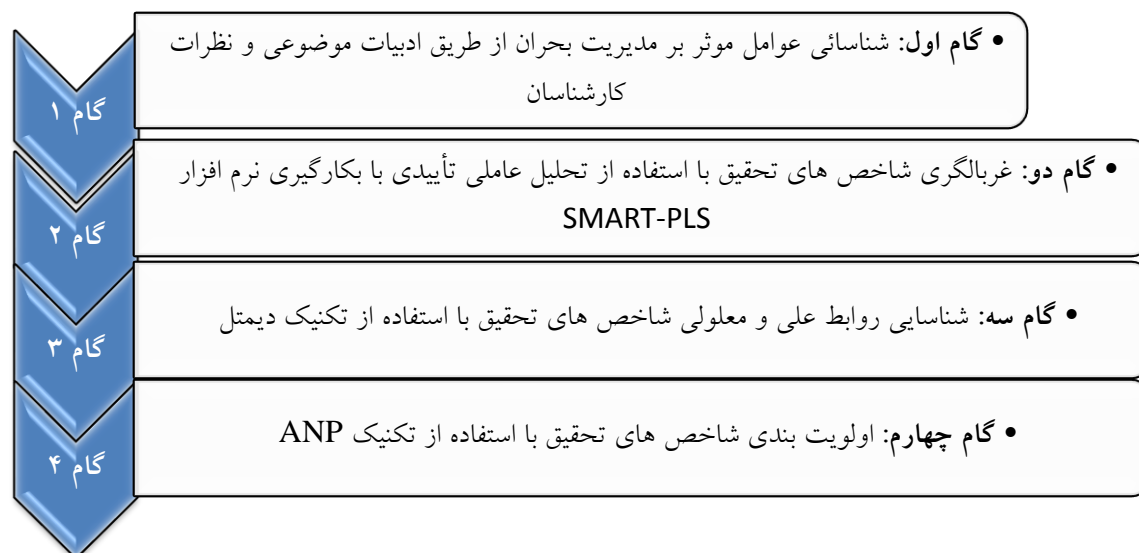 گام ۱
• گام اول: شناسائی عوامل موثر بر مدیریت بحران از طریق ادبیات موضوعی و نظرات
کارشناسان
گام ۲
• گام دو: غربالگری شاخص های تحقیق با استفاده از تحلیل عاملی تأییدی با بکارگیری نرم افزار
SMART-PLS
گام ۳
• گام سه: شناسایی روابط علی و معلولی شاخص های تحقیق با استفاده از تکنیک دیمتل
گام ۴
• گام چهارم: اولویت بندی شاخص های تحقیق با استفاده از تکنیک ANP